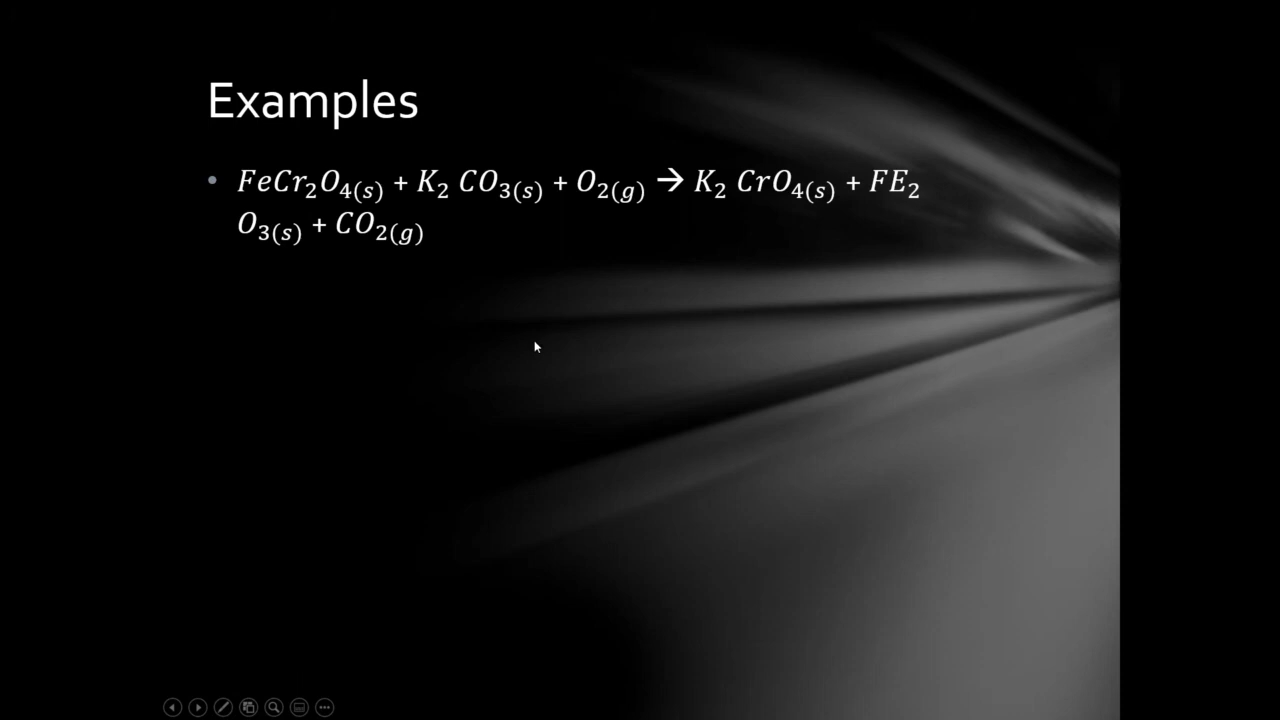 Examples
• FeCr₂O₄₍ₛ₎ + K₂ CO₃₍ₛ₎ + O₂₍g₎ → K₂ CrO₄₍ₛ₎ + FE₂
O₃₍ₛ₎ + CO₂₍g₎